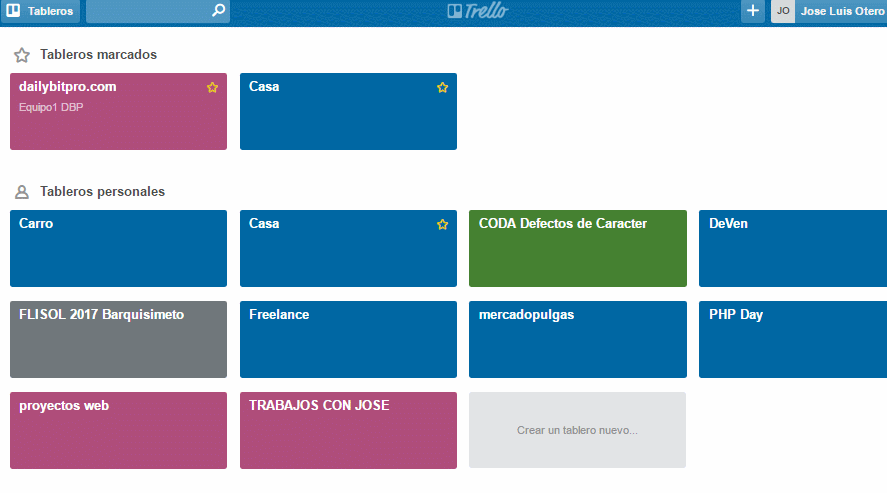 Tableros
Trello
JO
Jose Luis Otero
Tableros marcados
dailybitpro.com
Equipo1 DBP
Casa
Tableros personales
Carro
Casa
CODA Defectos de Caracter
DeVen
FLISOL 2017 Barquisimeto
Freelance
mercadopulgas
PHP Day
proyectos web
TRABAJOS CON JOSE
Crear un tablero nuevo...